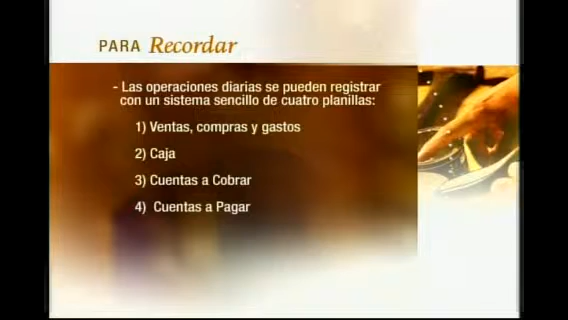 PARA Recordar
- Las operaciones diarias se pueden registrar
con un sistema sencillo de cuatro planillas:
1) Ventas, compras y gastos
2) Caja
3) Cuentas a Cobrar
4) Cuentas a Pagar